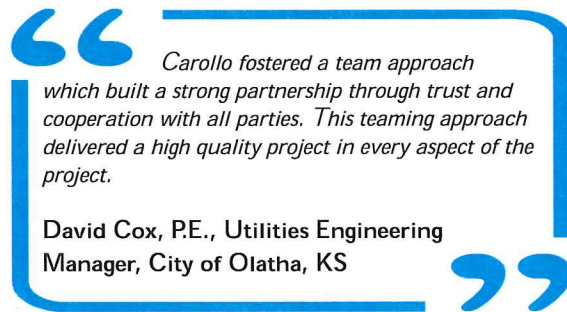 Carollo fostered a team approach
which built a strong partnership through trust and
cooperation with all parties. This teaming approach
delivered a high quality project in every aspect of the
project.
David Cox, P.E., Utilities Engineering
Manager, City of Olatha, KS